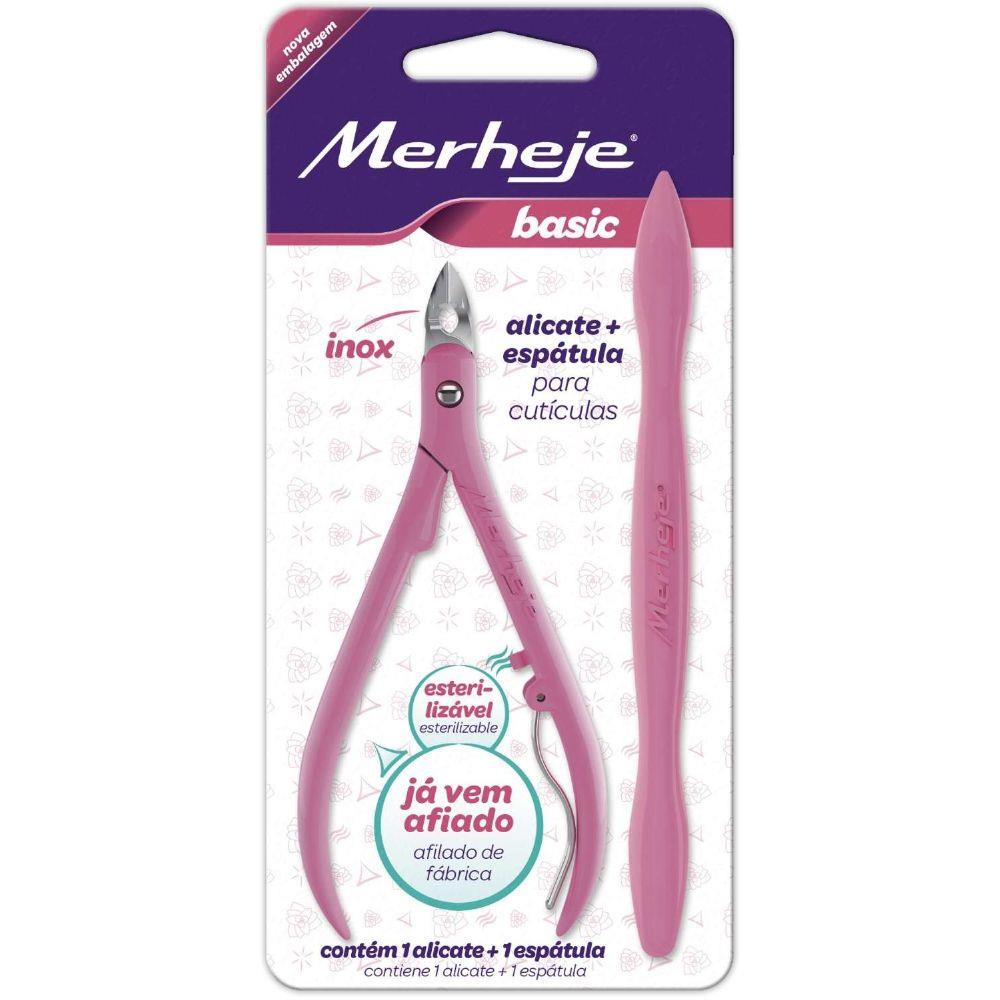 nova
embalagem
Merheje®
basic
inox
alicate +
espátula
para
cutículas
Merheje
Merheje®
esteri-
lizável
esterilizable
já vem
afiado
afilado de
fábrica
contém 1 alicate + 1 espátula
contiene 1 alicate + 1 espátula